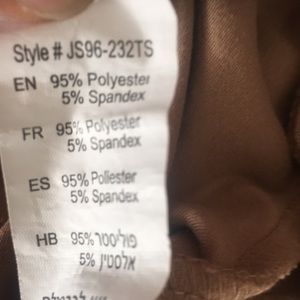 Style # JS96-232TS
EN 95% Polyester
5% Spandex
FR 95% Polyester
5% Spandex
ES 95% Poliester
5% Spandex
HB 95% פוליסטר
5% אלסטין